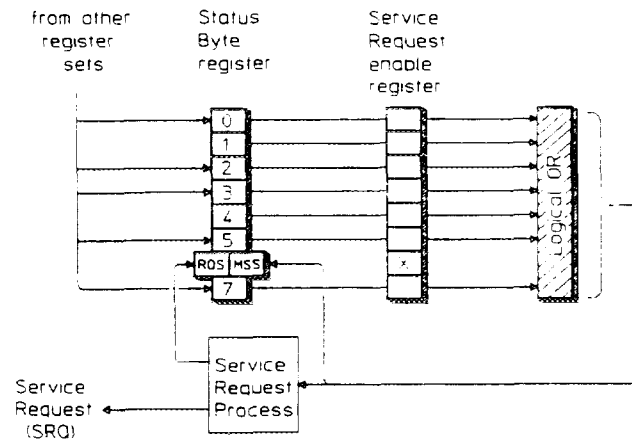 from other
register
sets
Status
Byte
register
Service
Request
enable
register
0
1
2
3
4
5
RQS MSS
x
7
Logical OR
Service
Request
Process
Service
Request
(SRQ)